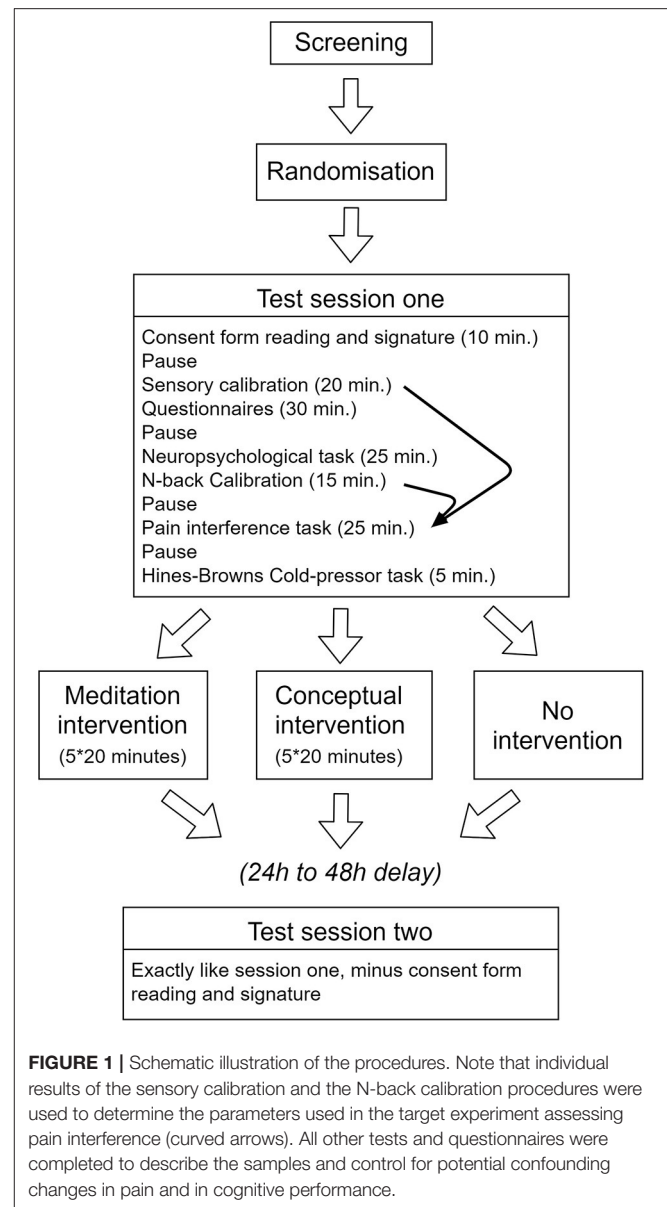 Screening
Randomisation
Test session one
Consent form reading and signature (10 min.)
Pause
Sensory calibration (20 min.)
Questionnaires (30 min.)
Pause
Neuropsychological task (25 min.)
N-back Calibration (15 min.)
Pause
Pain interference task (25 min.)
Pause
Hines-Browns Cold-pressor task (5 min.)
Meditation
intervention
(5*20 minutes)
Conceptual
intervention
(5*20 minutes)
No
intervention
(24h to 48h delay)
Test session two
Exactly like session one, minus consent form
reading and signature
FIGURE 1 | Schematic illustration of the procedures. Note that individual
results of the sensory calibration and the N-back calibration procedures were
used to determine the parameters used in the target experiment assessing
pain interference (curved arrows). All other tests and questionnaires were
completed to describe the samples and control for potential confounding
changes in pain and in cognitive performance.